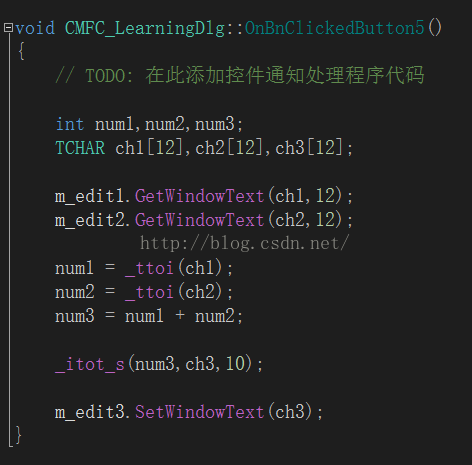 void CMFC_LearningDlg::OnBnClickedButton5()
{
// TODO: 在此添加控件通知处理程序代码
int num1,num2,num3;
TCHAR ch1[12],ch2[12],ch3[12];
m_edit1.GetWindowText(ch1,12);
m_edit2.GetWindowText(ch2,12);
http://blog.csdn.net/
num1 = _ttoi(ch1);
num2 = _ttoi(ch2);
num3 = num1 + num2;
_itot_s(num3,ch3,10);
m_edit3.SetWindowText(ch3);
}